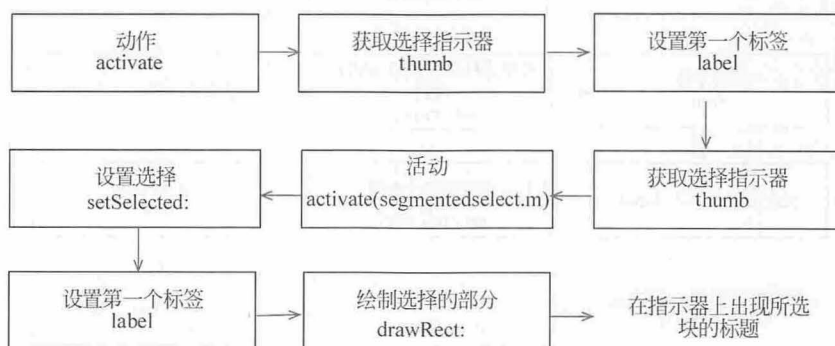 动作
activate
获取选择指示器
thumb
设置第一个标签
label
获取选择指示器
thumb
活动
activate(segmentedselect.m)
设置选择
setSelected:
设置第一个标签
label
绘制选择的部分
drawRect:
在指示器上出现所选
块的标题